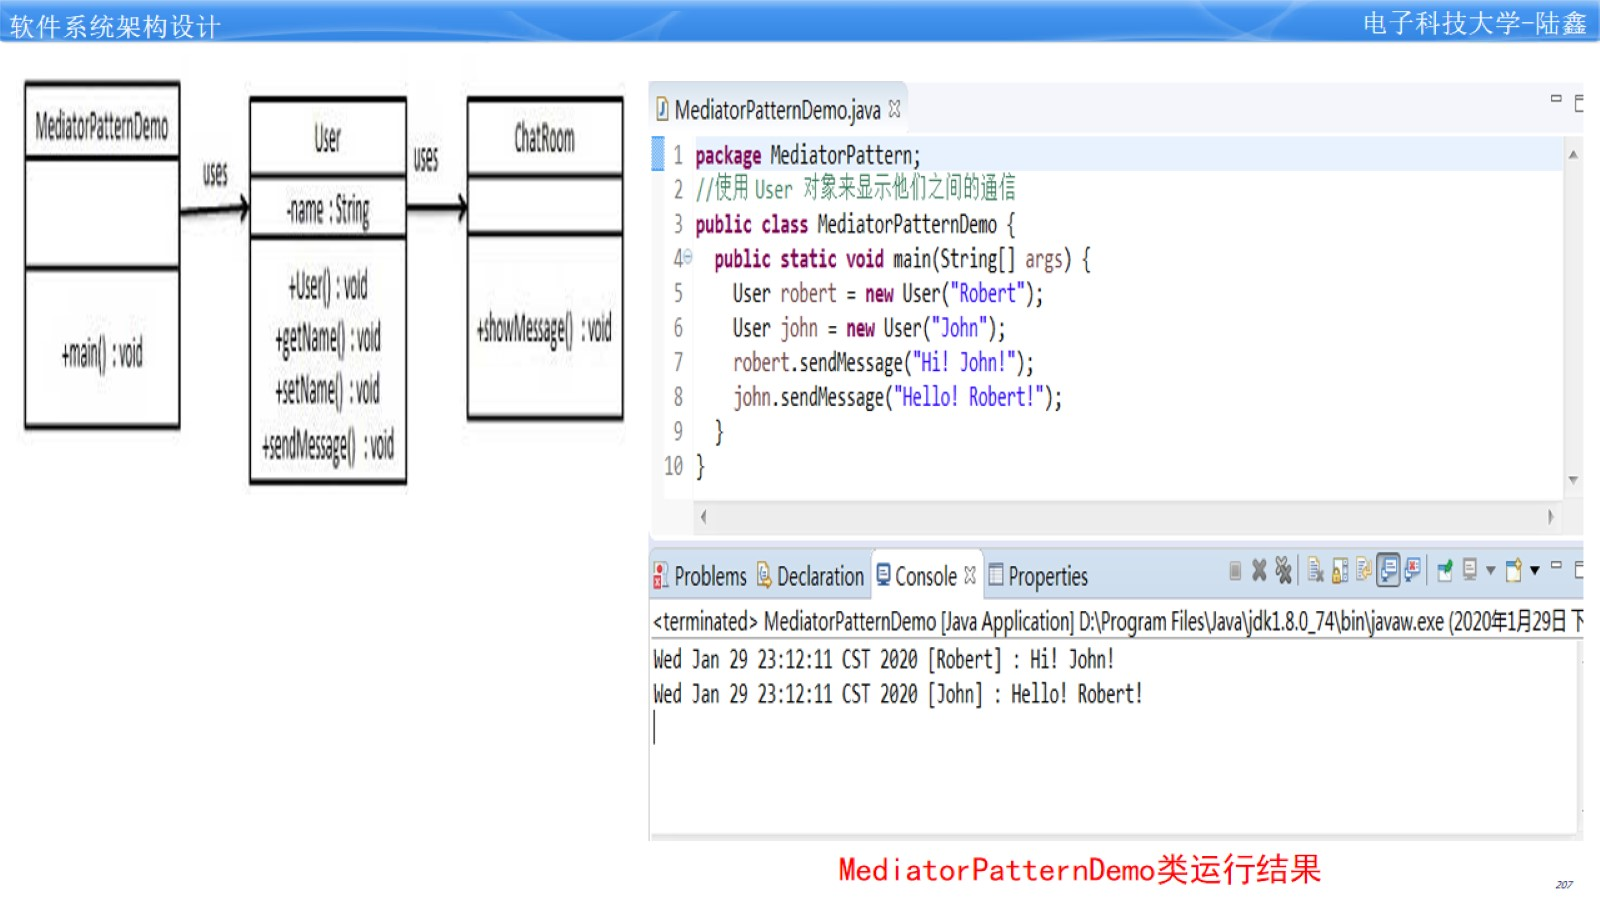 软件系统架构设计
电子科技大学-陆鑫
MediatorPatternDemo
+main() : void
uses
User
-name : String
+User() : void
+getName() : void
+setName() : void
+sendMessage() : void
uses
ChatRoom
+showMessage() : void
MediatorPatternDemo.java
1 package MediatorPattern;
2 //使用 User 对象来显示他们之间的通信
3 public class MediatorPatternDemo {
4 public static void main(String[] args) {
5 User robert = new User("Robert");
6 User john = new User("John");
7 robert.sendMessage("Hi! John!");
8 john.sendMessage("Hello! Robert!");
9 }
10 }
Problems Declaration Console Properties
<terminated> MediatorPatternDemo [Java Application] D:\Program Files\Java\jdk1.8.0_74\bin\javaw.exe (2020年1月29日 下
Wed Jan 29 23:12:11 CST 2020 [Robert] : Hi! John!
Wed Jan 29 23:12:11 CST 2020 [John] : Hello! Robert!
MediatorPatternDemo类运行结果
207